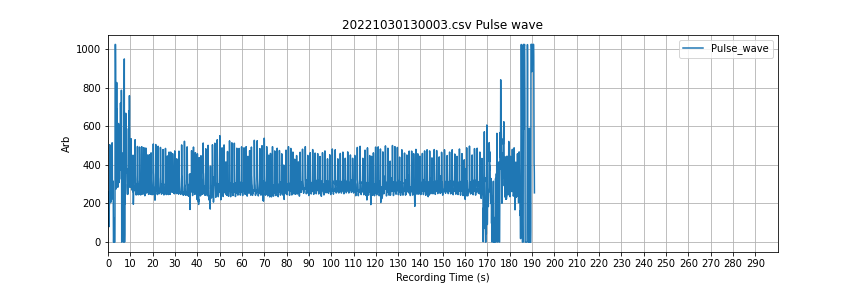 20221030130003.csv Pulse wave
Pulse_wave
Arb
1000
800
600
400
200
0
0 10 20 30 40 50 60 70 80 90 100 110 120 130 140 150 160 170 180 190 200 210 220 230 240 250 260 270 280 290
Recording Time (s)